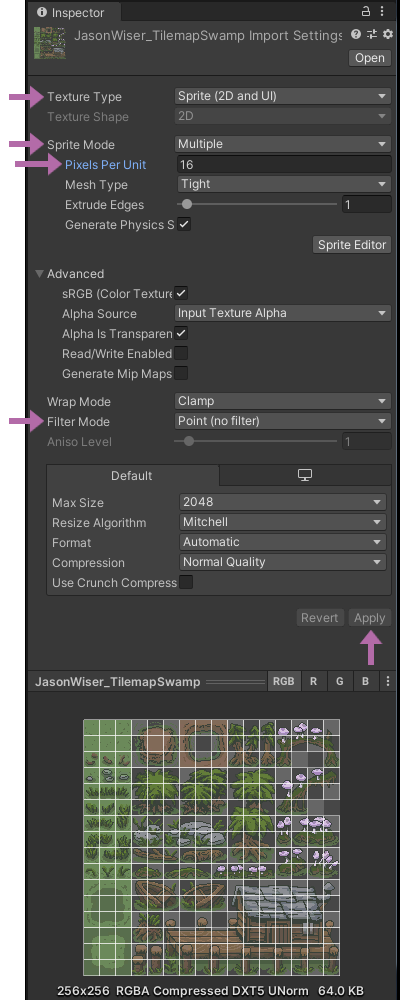 Inspector
JasonWiser_TilemapSwamp Import Settings
Open
Texture Type Sprite (2D and UI)
Texture Shape 2D
Sprite Mode Multiple
Pixels Per Unit 16
Mesh Type Tight
Extrude Edges 1
Generate Physics S
Sprite Editor
Advanced
sRGB (Color Texture
Alpha Source Input Texture Alpha
Alpha Is Transparen
Read/Write Enabled
Generate Mip Maps
Wrap Mode Clamp
Filter Mode Point (no filter)
Aniso Level 1
Default
Max Size 2048
Resize Algorithm Mitchell
Format Automatic
Compression Normal Quality
Use Crunch Compress
Revert Apply
JasonWiser_TilemapSwamp RGB R G B
256x256 RGBA Compressed DXT5 UNorm 64.0 KB